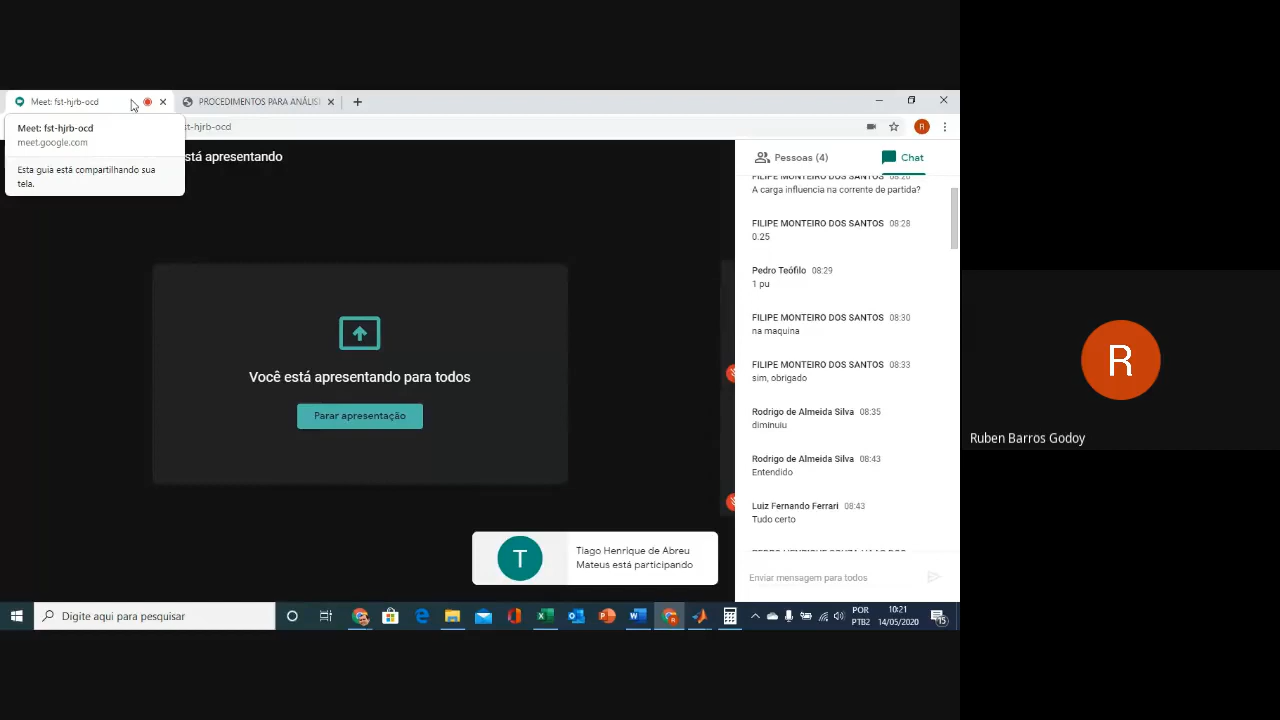 Meet: fst-hjrb-ocd
PROCEDIMENTOS PARA ANÁLIS
Meet: fst-hjrb-ocd
meet.google.com
Esta guia está compartilhando sua
tela.
st-hjrb-ocd
R
stá apresentando
Pessoas (4)
Chat
FILIPE MONTEIRO DOS SANTOS
A carga influencia na corrente de partida?
FILIPE MONTEIRO DOS SANTOS 08:28
0.25
Pedro Teófilo 08:29
1 pu
FILIPE MONTEIRO DOS SANTOS 08:30
na maquina
FILIPE MONTEIRO DOS SANTOS 08:33
sim, obrigado
Rodrigo de Almeida Silva 08:35
diminuiu
Rodrigo de Almeida Silva 08:43
Entendido
Luiz Fernando Ferrari 08:43
Tudo certo
Enviar mensagem para todos
Você está apresentando para todos
Parar apresentação
T
Tiago Henrique de Abreu
Mateus está participando
R
Ruben Barros Godoy
Digite aqui para pesquisar
POR
PTB2
10:21
14/05/2020
15